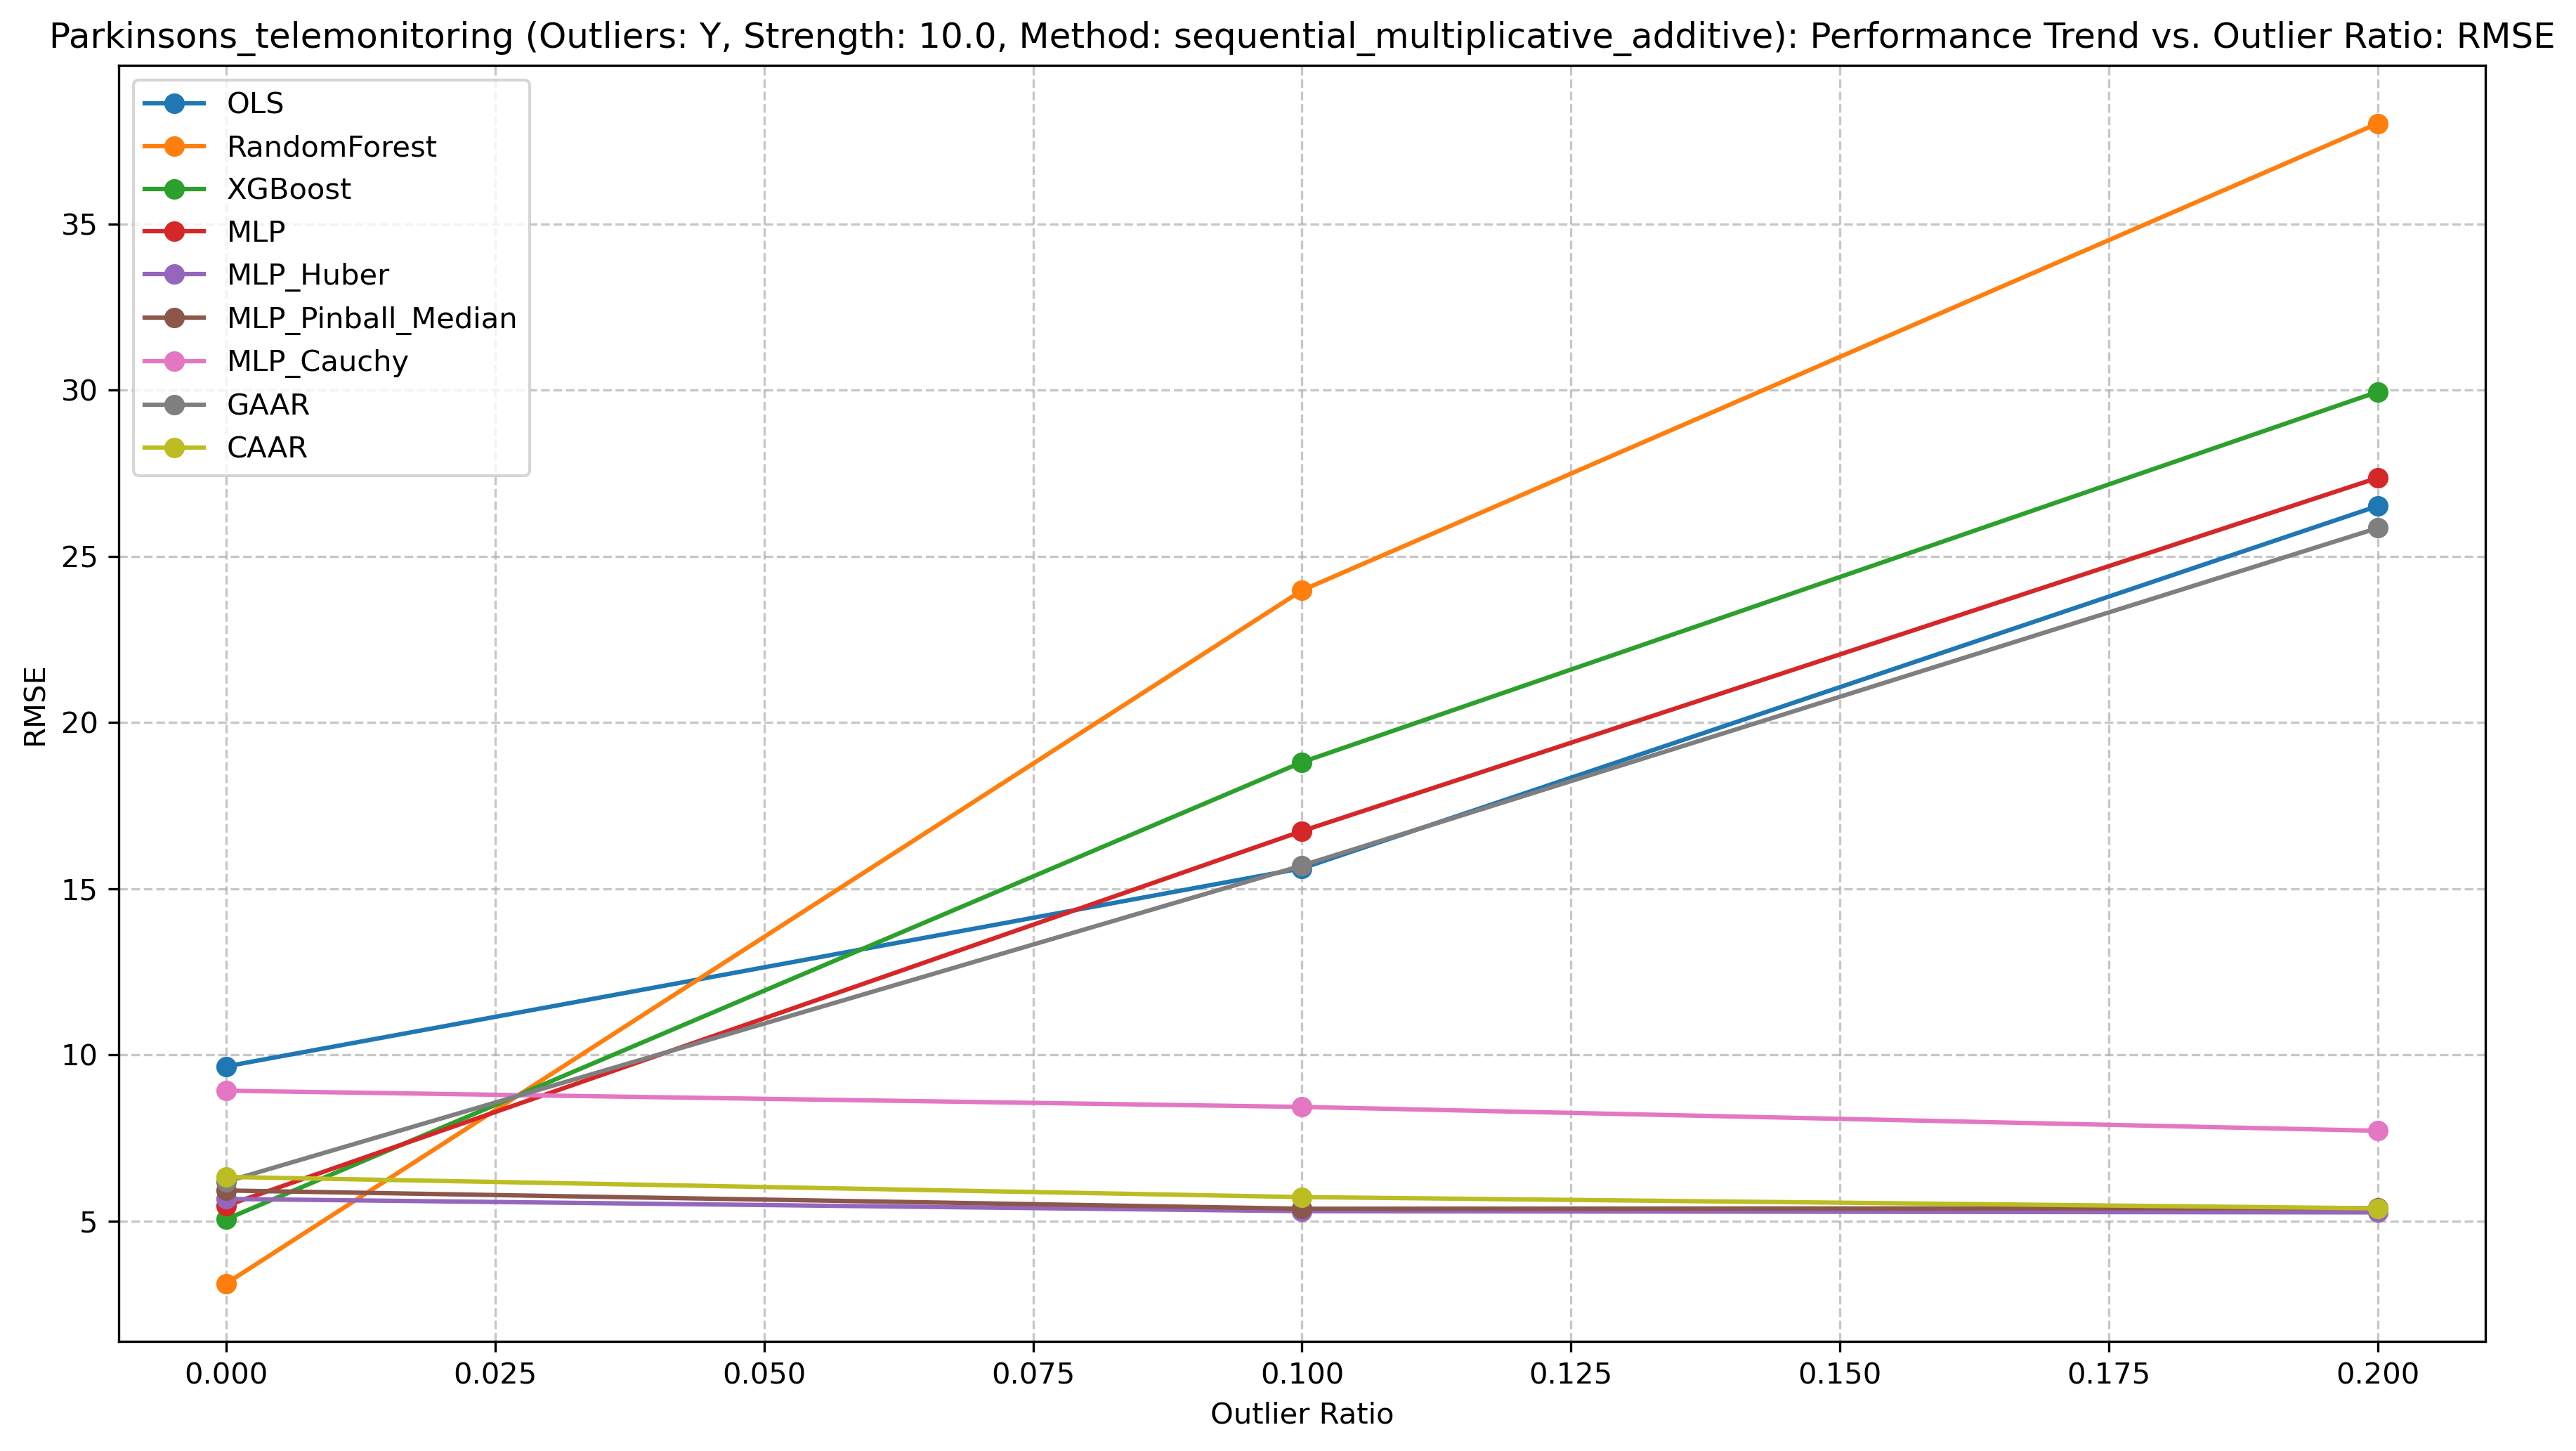 Parkinsons_telemonitoring (Outliers: Y, Strength: 10.0, Method: sequential_multiplicative_additive): Performance Trend vs. Outlier Ratio: RMSE
OLS
RandomForest
XGBoost
MLP
MLP_Huber
MLP_Pinball_Median
MLP_Cauchy
GAAR
CAAR
35
30
25
20
15
10
5
RMSE
0.000 0.025 0.050 0.075 0.100 0.125 0.150 0.175 0.200
Outlier Ratio